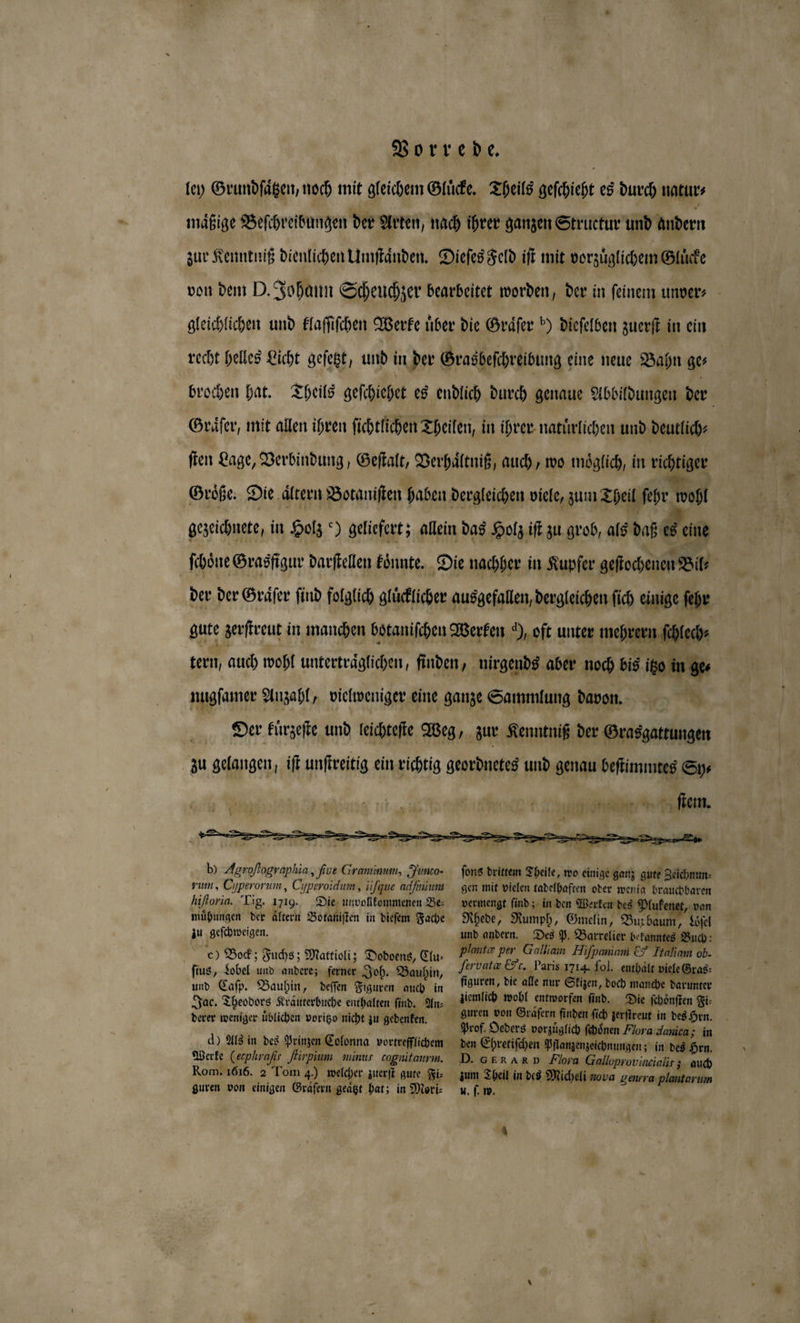 Vorrede.
ley Grundsätzen, noch mit gleichem Glücke. Theils geschieht es durch natur-
mäßige Beschreibungen der Arten, nach ihrer ganzen Structur und ändern
zur Kenntniß dienlichen Umständen. Dieses Feld ist mit vorzüglichem Glücke
von dem D. Johann Scheuchzer bearbeitet worden, der in seinem unver-
gleichlichen und klassischen Werke über die Gräser b) dieselben zuerst in ein
recht helles Licht gesetzt, und in der Grasbeschreibung eine neue Bahn ge-
brochen hat. Theils geschiehet es endlich durch genaue Abbildungen der
Gräser, mit allen ihren sichtlichen Theilen, in ihrer natürlichen und deutlich-
sten Lage, Verbindung, Gestalt, Verhältniß, auch, wo möglich, in richtiger
Größe. Die ältern Botanisten haben dergleichen viele, zum Theil sehr wohl
gezeichnete, in Holz c) geliefert; allein das Holz ist zu grob, als daß es eine
schöne Grasfigur darstellen könnte. Die nachher in Kupfer gestochenen Bil-
der der Gräser sind folglich glücklicher ausgefallen, dergleichen sich einige sehr
gute zerstreut in manchen botanischen Werken d), oft unter mehrern schlech-
tern, auch wohl unterträglichen, finden, nirgends aber noch bis itzo in ge-
nugsamer Anzahl, vielweniger eine ganze Sammlung davon.
Der kürzeste und leichteste Weg, zur Kenntniß der Grasgattungen
zu gelangen, ist unstreitig ein richtig geordnetes und genau bestimmtes Sy-
stem.
b) Agrostographia, sive Graminum, Junco-
rum, Cyperorum, Cyperoidum, iisque adfinium
historia. Tig. 1719. Die unvollkommenen Be-
mühungen der ältern Botanisten in diesem Fache
zu geschweigen.
c) Bock; Fuchs; Mattioli; Dodoens, Clu-
sius, Lobel und andere; ferner Joh. Bauhin,
und Casp. Bauhin, dessen Figuren auch in
Jac. Theodors Kräuterbuche enthalten sind. An-
derer weniger üblichen voritzo nicht zu gedenken.
d) Als in des Prinzen Colonna vortrefflichem
Werke (ecphrasis stirpium minus cognitarum.
Rom. 1616. 2 Tom 4.) welcher zuerst gute Fi-
guren von einigen Gräsern geäßt hat; in Mori-
sons drittem Theile, wo einige ganz gute Zeichnun-
gen mit vielen tadelhaften oder wenig brauchbaren
vermengt sind; in den Werken des Plukenet, von
Rhede, Rumph, Gmelin, Buxbaum, Löfel
und andern. Des P. Barrelier bekanntes Buch:
plantæ per Galliam Hispaniam & Italiam ob-
servatæ &c. Paris 1714. fol. enthält viele Gras-
figuren, die alle nur Stizen, doch manche darunter
ziemlich wohl entworfen sind. Die schönsten Fi-
guren von Gräsern finden sich zerstreut in des Hrn.
Prof. Oeders vorzüglich schönen Flora danica; in
den Ehretischen Pflanzenzeichnungen; in des Hrn.
D. GERARD Flora Galloprovincialis; auch
zum Theil in des Micheli nova genera plantarum
u. s. w.